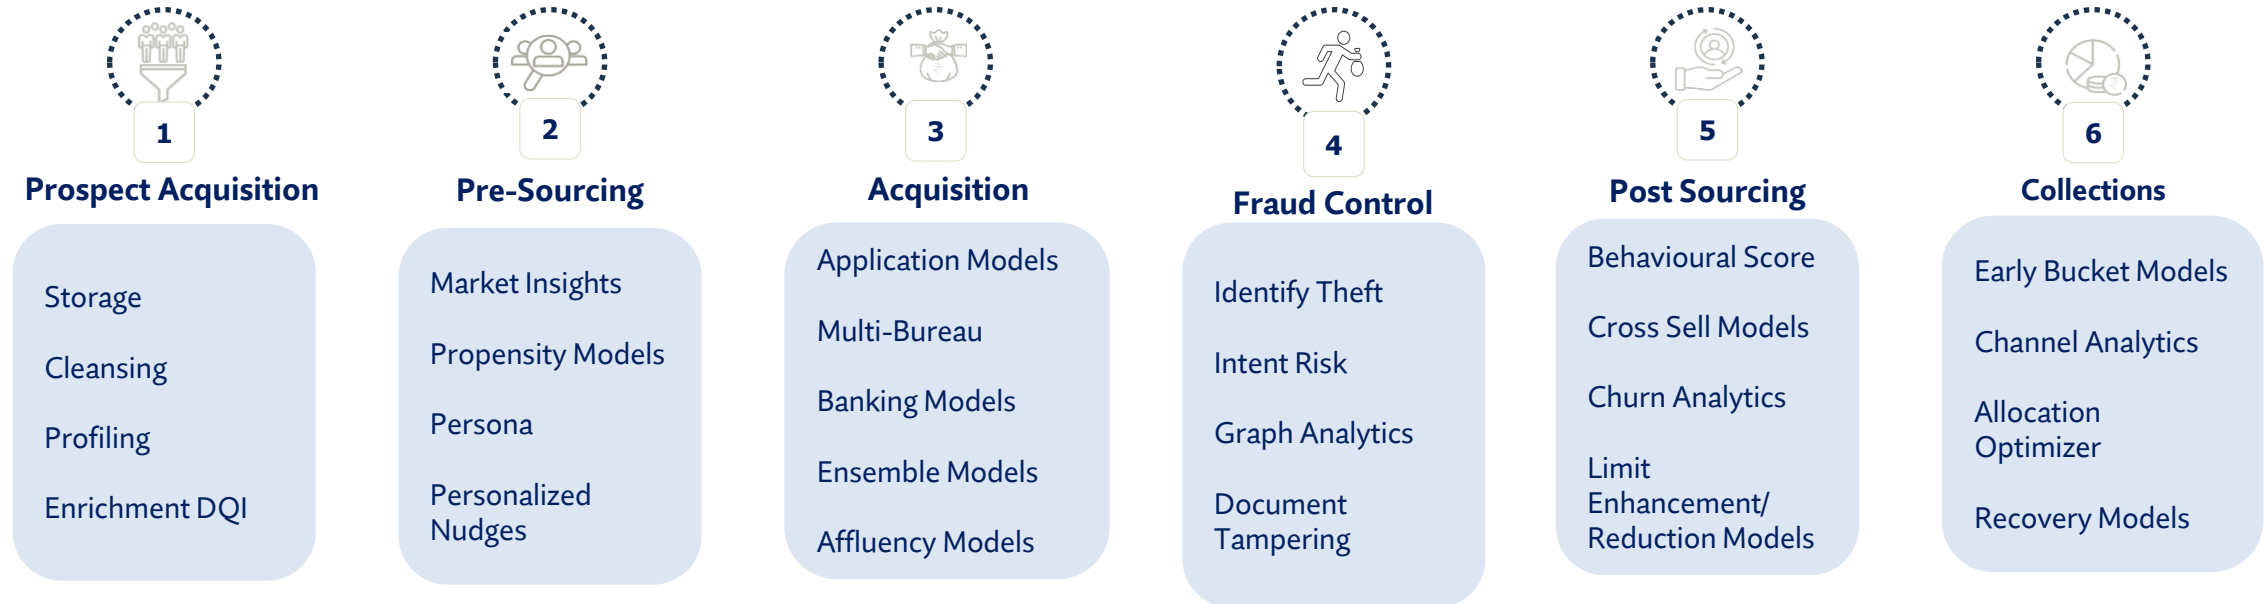 1
Prospect Acquisition
Storage
Cleansing
Profiling
Enrichment DQI
2
Pre-Sourcing
Market Insights
Propensity Models
Persona
Personalized
Nudges
3
Acquisition
Application Models
Multi-Bureau
Banking Models
Ensemble Models
Affluency Models
4
Fraud Control
Identify Theft
Intent Risk
Graph Analytics
Document
Tampering
5
Post Sourcing
Behavioural Score
Cross Sell Models
Churn Analytics
Limit
Enhancement/
Reduction Models
6
Collections
Early Bucket Models
Channel Analytics
Allocation
Optimizer
Recovery Models